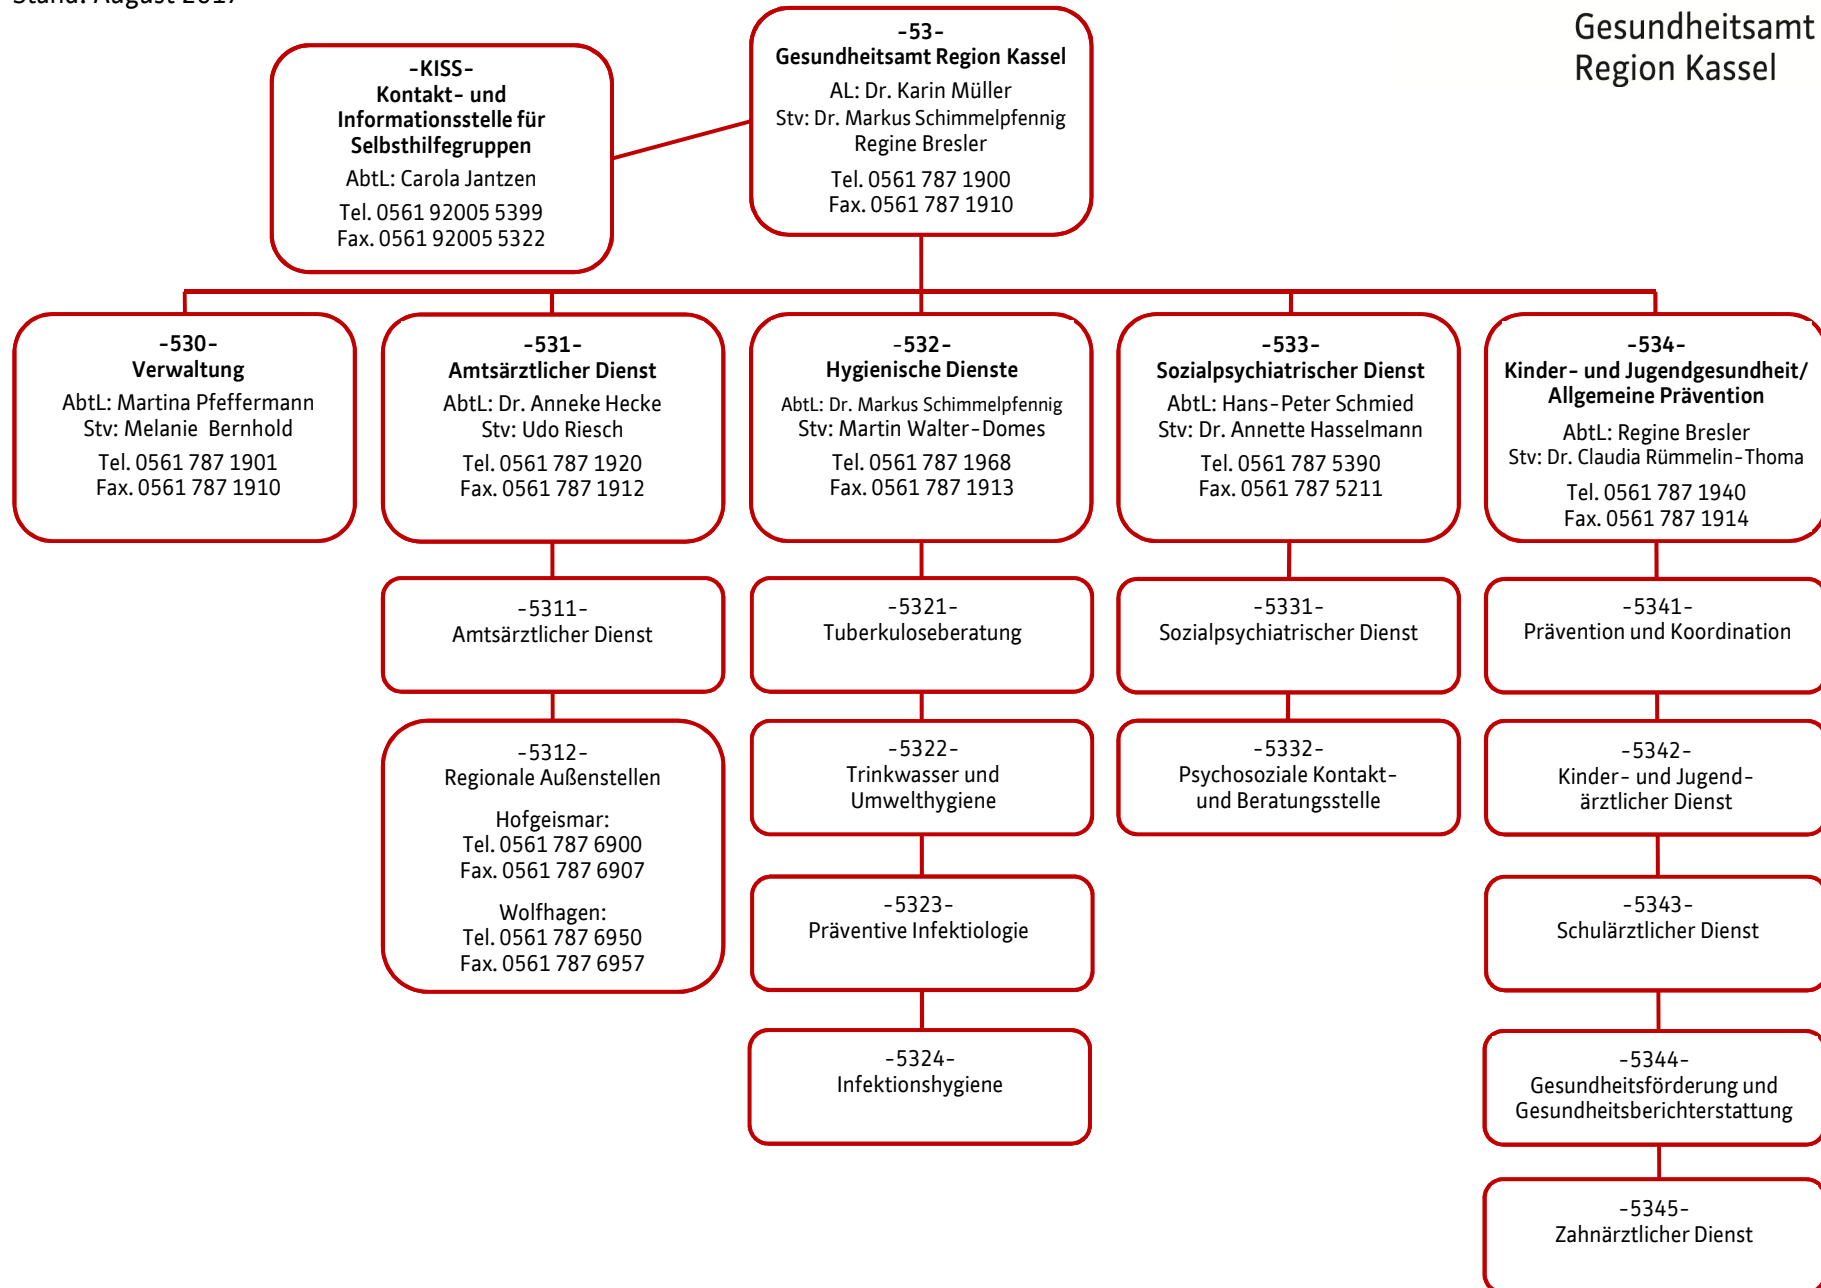 Stand: August 2017
Gesundheitsamt
Region Kassel
-53-
Gesundheitsamt Region Kassel
AL: Dr. Karin Müller
Stv: Dr. Markus Schimmelpfennig
Regine Bresler
Tel. 0561 787 1900
Fax. 0561 787 1910
-KISS-
Kontakt- und
Informationsstelle für
Selbsthilfegruppen
AbtL: Carola Jantzen
Tel. 0561 92005 5399
Fax. 0561 92005 5322
-530-
Verwaltung
AbtL: Martina Pfeffermann
Stv: Melanie Bernhold
Tel. 0561 787 1901
Fax. 0561 787 1910
-531-
Amtsärztlicher Dienst
AbtL: Dr. Anneke Hecke
Stv: Udo Riesch
Tel. 0561 787 1920
Fax. 0561 787 1912
-532-
Hygienische Dienste
AbtL: Dr. Markus Schimmelpfennig
Stv: Martin Walter-Domes
Tel. 0561 787 1968
Fax. 0561 787 1913
-533-
Sozialpsychiatrischer Dienst
AbtL: Hans-Peter Schmied
Stv: Dr. Annette Hasselmann
Tel. 0561 787 5390
Fax. 0561 787 5211
-534-
Kinder- und Jugendgesundheit/
Allgemeine Prävention
AbtL: Regine Bresler
Stv: Dr. Claudia Rümmelin-Thoma
Tel. 0561 787 1940
Fax. 0561 787 1914
-5311-
Amtsärztlicher Dienst
-5312-
Regionale Außenstellen
Hofgeismar:
Tel. 0561 787 6900
Fax. 0561 787 6907
Wolfhagen:
Tel. 0561 787 6950
Fax. 0561 787 6957
-5321-
Tuberkuloseberatung
-5322-
Trinkwasser und
Umwelthygiene
-5323-
Präventive Infektiologie
-5324-
Infektionshygiene
-5331-
Sozialpsychiatrischer Dienst
-5332-
Psychosoziale Kontakt-
und Beratungsstelle
-5341-
Prävention und Koordination
-5342-
Kinder- und Jugend-
ärztlicher Dienst
-5343-
Schulärztlicher Dienst
-5344-
Gesundheitsförderung und
Gesundheitsberichterstattung
-5345-
Zahnärztlicher Dienst